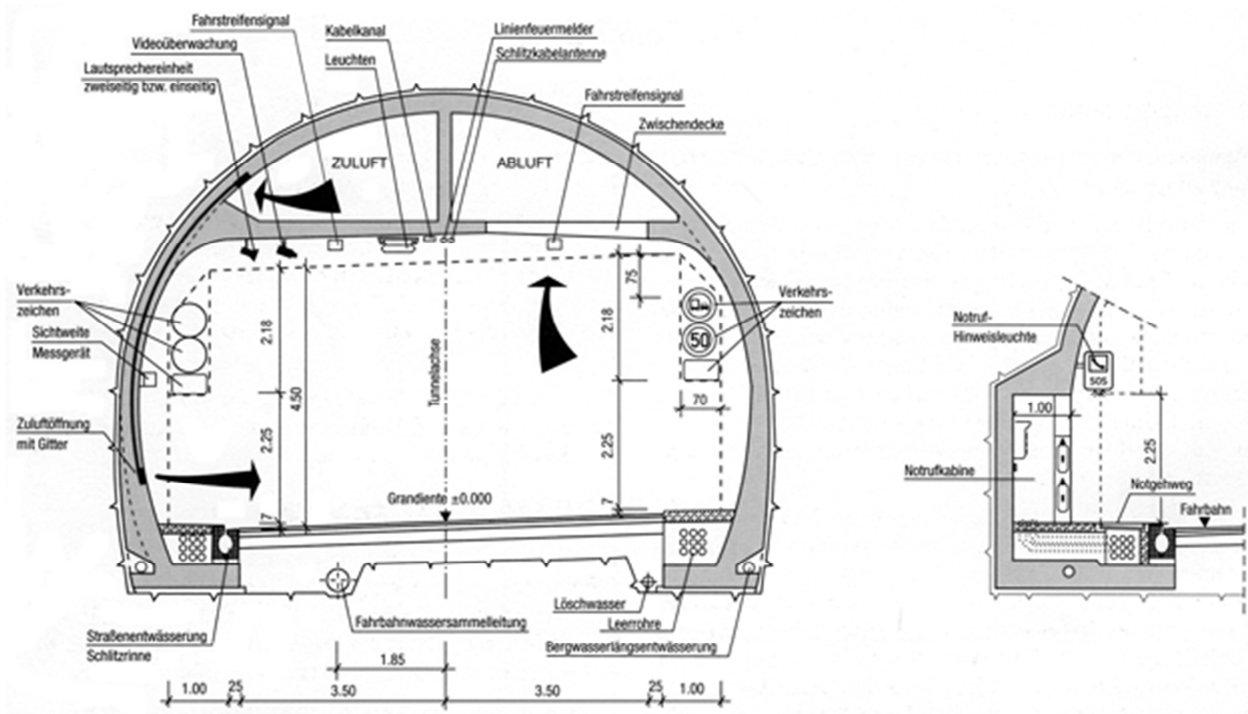 Fahrstreifensignal
Videoüberwachung
Lautsprechereinheit
zweiseitig bzw. einseitig
Kabelkanal
Leuchten
Linienfeuermelder
Schlitzkabelantenne
Fahrstreifensignal
Zwischendecke
ZULUFT
ABLUFT
Verkehrs-
zeichen
Sichtweite
Messgerät
Zuluftöffnung
mit Gitter
2.18
4.50
2.25
7
Tunnelachse
Grandiente ±0.000
75
2.18
2.25
7
50
70
Verkehrs-
zeichen
Straßenentwässerung
Schlitzrinne
Fahrbahnwassersammelleitung
Löschwasser
Leerrohre
Bergwasserlängsentwässerung
1.85
1.00
25
3.50
3.50
25
1.00
Notruf-
Hinweisleuchte
SOS
1.00
2.25
Notrufkabine
Notgehweg
Fahrbahn